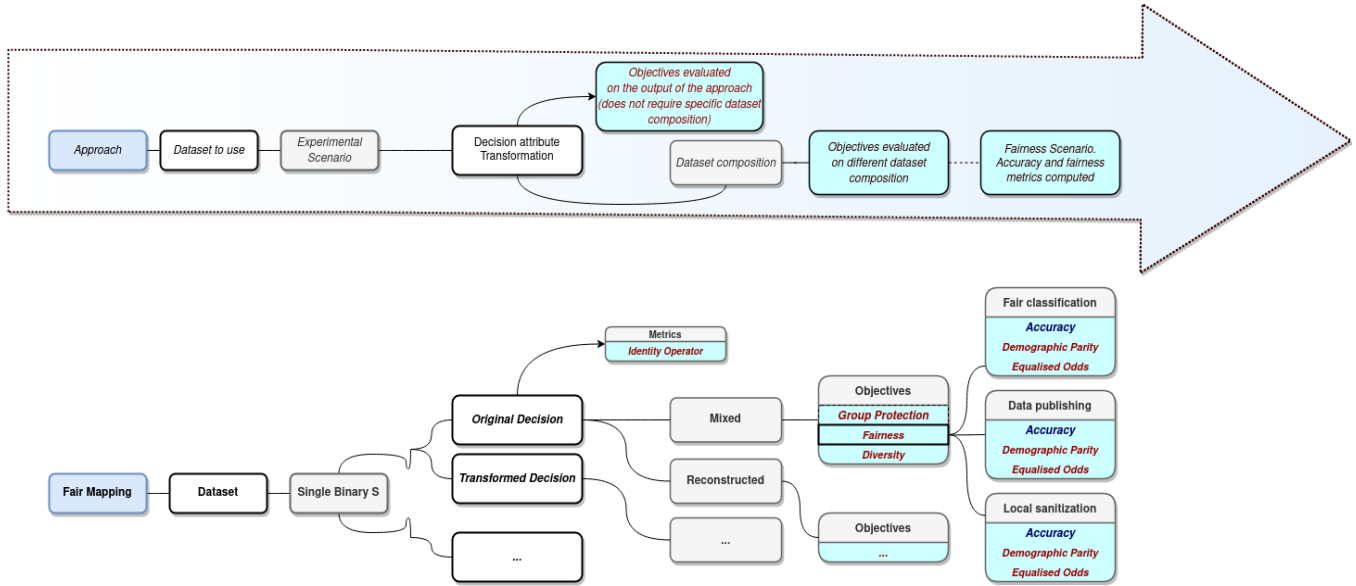 Objectives evaluated
on the output of the approach
(does not require specific dataset
composition)
Approach
Dataset to use
Experimental
Scenario
Decision attribute
Transformation
Dataset composition
Objectives evaluated
on different dataset
composition
Fairness Scenario.
Accuracy and fairness
metrics computed
Metrics
Identity Operator
Fair Mapping
Dataset
Single Binary S
Original Decision
Transformed Decision
...
Mixed
Reconstructed
...
Objectives
Group Protection
Fairness
Diversity
Objectives
...
Fair classification
Accuracy
Demographic Parity
Equalised Odds
Data publishing
Accuracy
Demographic Parity
Equalised Odds
Local sanitization
Accuracy
Demographic Parity
Equalised Odds